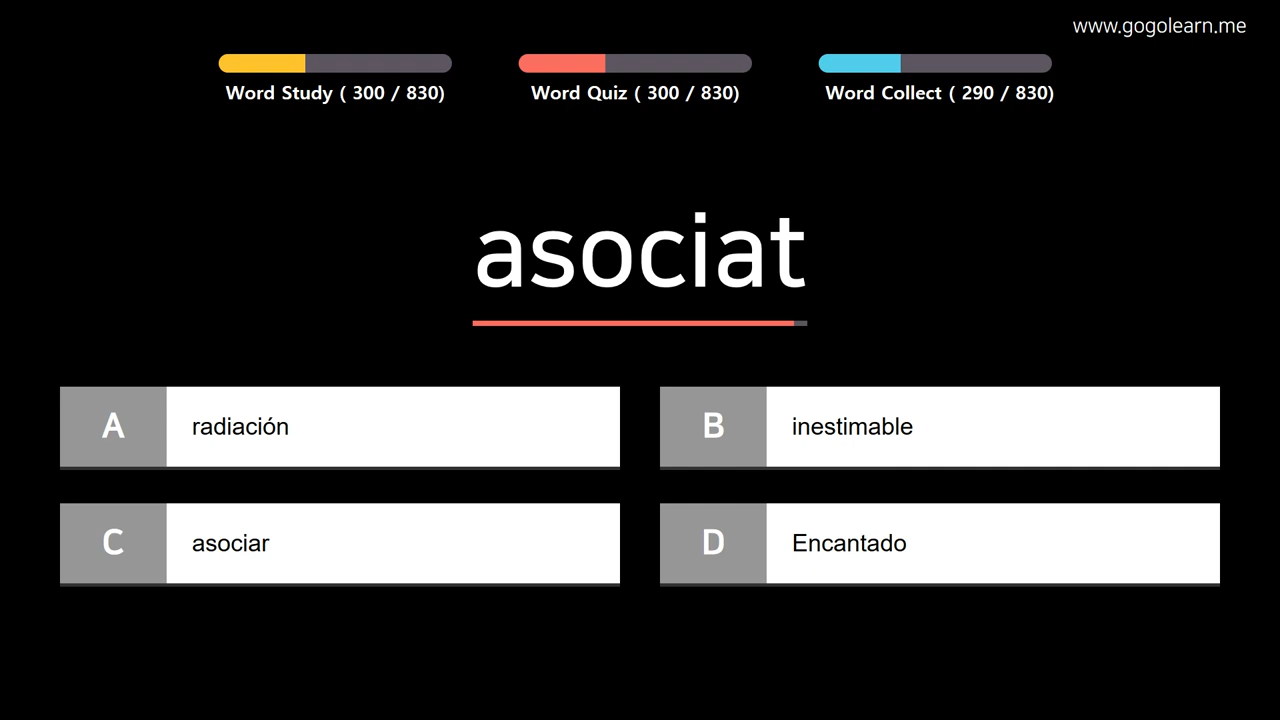 www.gogolearn.me
Word Study ( 300 / 830)
Word Quiz ( 300 / 830)
Word Collect ( 290 / 830)
asociat
A radiación
B inestimable
C asociar
D Encantado